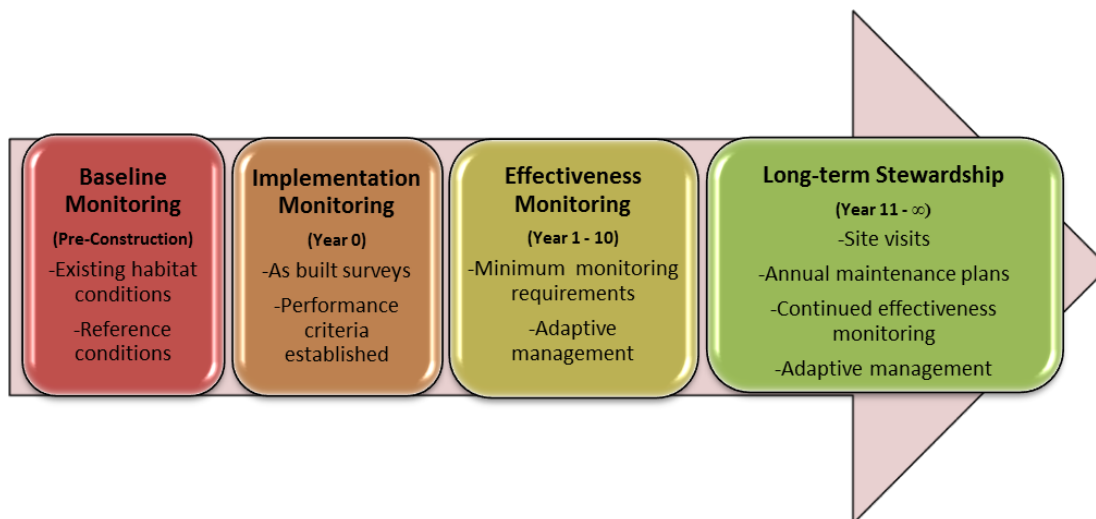 Baseline
Monitoring
(Pre-Construction)
-Existing habitat
conditions
-Reference
conditions
Implementation
Monitoring
(Year 0)
-As built surveys
-Performance
criteria
established
Effectiveness
Monitoring
(Year 1 - 10)
-Minimum monitoring
requirements
-Adaptive
management
Long-term Stewardship
(Year 11 - ∞)
-Site visits
-Annual maintenance plans
-Continued effectiveness
monitoring
-Adaptive management